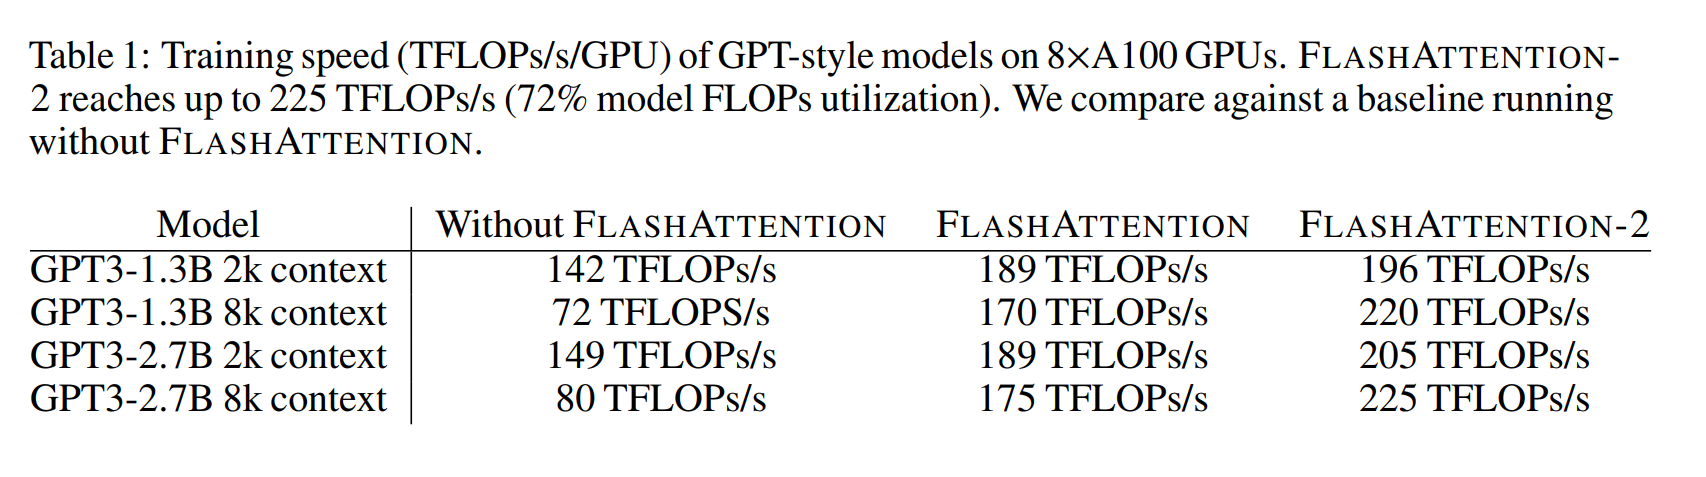 Table 1: Training speed (TFLOPs/s/GPU) of GPT-style models on 8×A100 GPUs. FLASHATTENTION-
2 reaches up to 225 TFLOPs/s (72% model FLOPs utilization). We compare against a baseline running
without FLASHATTENTION.
Model Without FLASHATTENTION FLASHATTENTION FLASHATTENTION-2
GPT3-1.3B 2k context 142 TFLOPs/s 189 TFLOPs/s 196 TFLOPs/s
GPT3-1.3B 8k context 72 TFLOPS/s 170 TFLOPs/s 220 TFLOPs/s
GPT3-2.7B 2k context 149 TFLOPs/s 189 TFLOPs/s 205 TFLOPs/s
GPT3-2.7B 8k context 80 TFLOPs/s 175 TFLOPs/s 225 TFLOPs/s